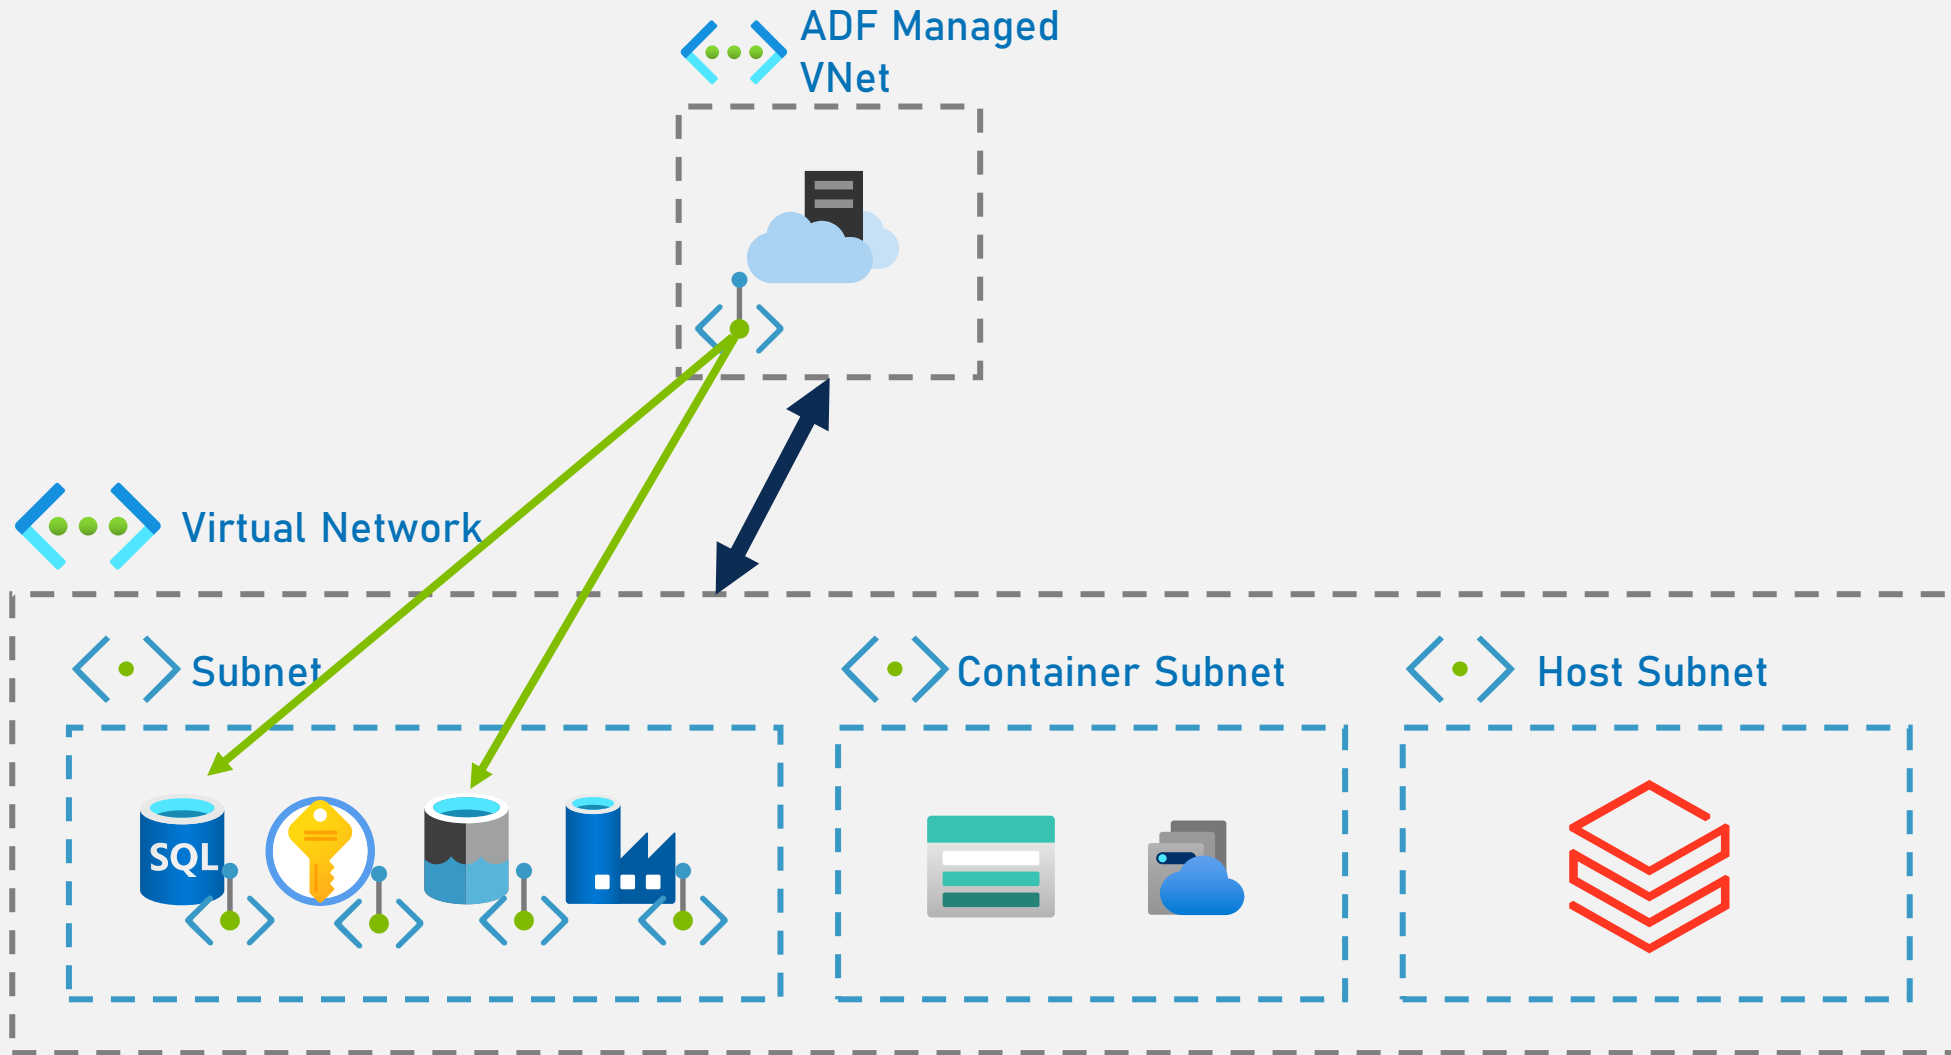 ADF Managed
VNet
Virtual Network
Subnet
Container Subnet
Host Subnet
SQL